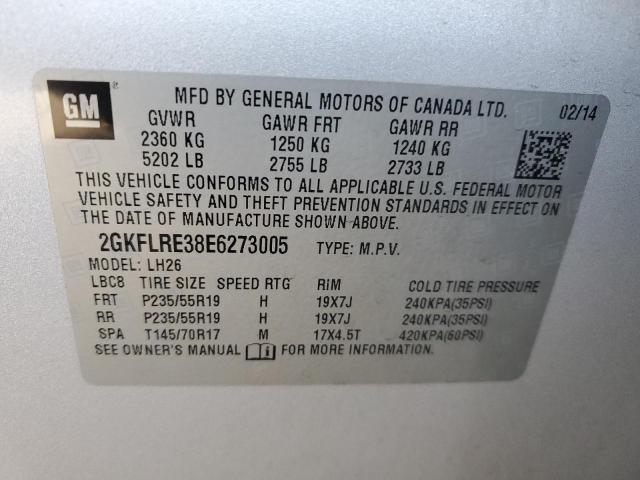 GM ®
MFD BY GENERAL MOTORS OF CANADA LTD. 02/14
GVWR GAWR FRT GAWR RR
2360 KG 1250 KG 1240 KG
5202 LB 2755 LB 2733 LB
THIS VEHICLE CONFORMS TO ALL APPLICABLE U.S. FEDERAL MOTOR
VEHICLE SAFETY AND THEFT PREVENTION STANDARDS IN EFFECT ON
THE DATE OF MANUFACTURE SHOWN ABOVE.
2GKFLRE38E6273005 TYPE: M.P.V.
MODEL: LH26
LBC8 TIRE SIZE SPEED RTG RIM COLD TIRE PRESSURE
FRT P235/55R19 H 19X7J 240KPA(35PSI)
RR P235/55R19 H 19X7J 240KPA(35PSI)
SPA T145/70R17 M 17X4.5T 420KPA(60PSI)
SEE OWNER'S MANUAL FOR MORE INFORMATION.